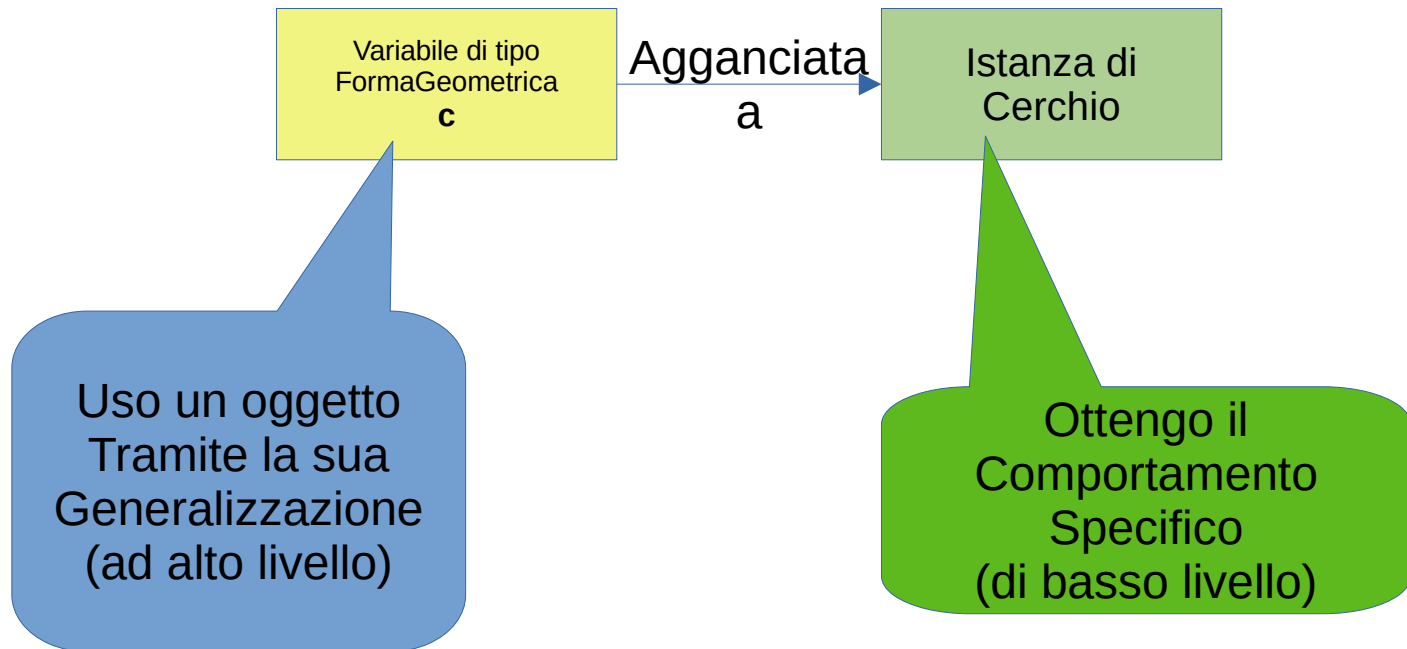 Variabile di tipo
FormaGeometrica
c
Agganciata
a
Istanza di
Cerchio
Uso un oggetto
Tramite la sua
Generalizzazione
(ad alto livello)
Ottengo il
Comportamento
Specifico
(di basso livello)